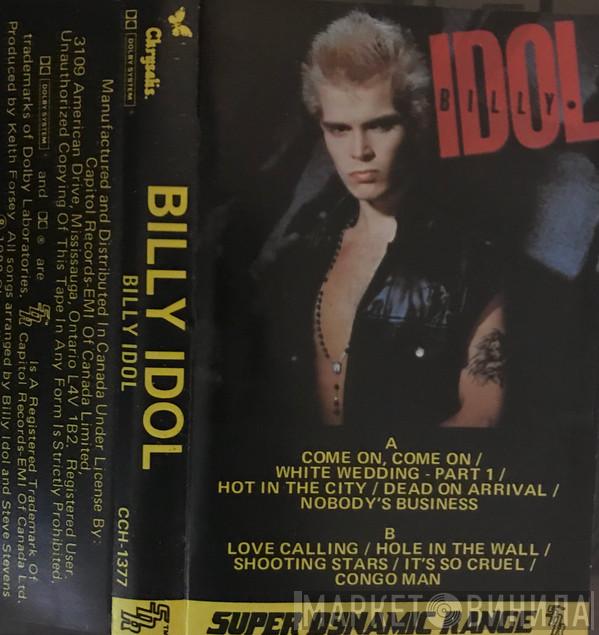 IDOL
BILLY
A
COME ON, COME ON /
WHITE WEDDING - PART 1 /
HOT IN THE CITY / DEAD ON ARRIVAL /
NOBODY'S BUSINESS
B
LOVE CALLING / HOLE IN THE WALL /
SHOOTING STARS / IT'S SO CRUEL /
CONGO MAN
SUPER DYNAMIC RANGE
Chrysalis.
DOLBY SYSTEM
BILLY IDOL
BILLY IDOL
CCH-1377
SDR
Manufactured and Distributed In Canada Under License By:
Capitol Records-EMI Of Canada Limited,
3109 American Drive, Mississauga, Ontario L4V 1B2. Registered User.
Unauthorized Copying Of This Tape In Any Form Is Strictly Prohibited.
DOLBY SYSTEM and ® are SDR Is A Registered Trademark Of
trademarks of Dolby Laboratories. Capitol Records-EMI Of Canada Ltd.
Produced by Keith Forsey. All songs arranged by Billy Idol and Steve Stevens
МАРКЕТ ВИНИЛА